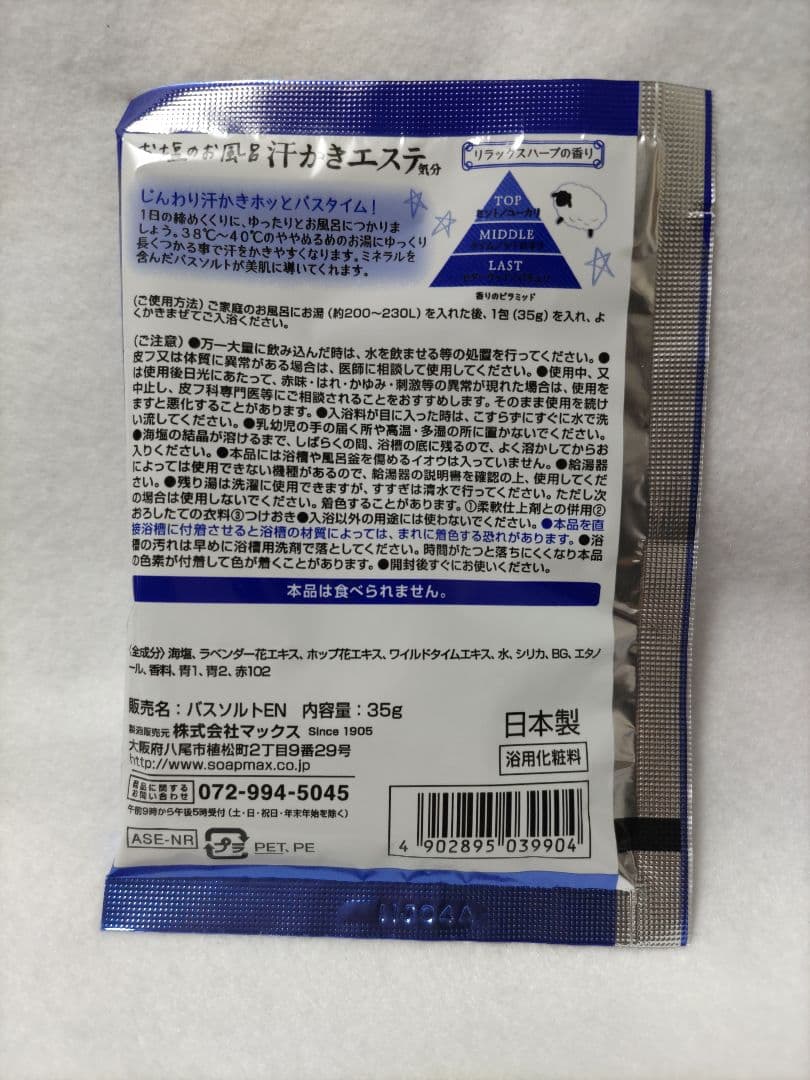 お塩のお風呂 汗かきエステ気分
リラックスハーブの香り
じんわり汗かきホッとバスタイム!
1日の締めくくりに、ゆったりとお風呂につかりま
しょう。38℃〜40℃のややぬるめのお湯にゆっくり
長くつかる事で汗をかきやすくなります。ミネラルを
含んだバスソルトが美肌に導いてくれます。
TOP
ミント/ユーカリ
MIDDLE
LAST
香りのピラミッド
〈ご使用方法〉ご家庭のお風呂にお湯(約200〜230L)を入れた後、1包(35g)を入れ、よ
くかきまぜてご入浴ください。
〈ご注意〉●万一大量に飲み込んだ時は、水を飲ませる等の処置を行ってください。●
皮フ又は体質に異常がある場合は、医師に相談して使用してください。●使用中、又
は使用後日光にあたって、赤味・はれ・かゆみ・刺激等の異常が現れた場合は、使用を
中止し、皮フ科専門医等にご相談されることをおすすめします。そのまま使用を続け
ますと悪化することがあります。●入浴料が目に入った時は、こすらずにすぐに水で洗
い流してください。●乳幼児の手の届く所や高温・多湿の所に置かないでください。
●海塩の結晶が溶けるまで、しばらくの間、浴槽の底に残るので、よく溶かしてからお
入りください。●本品には浴槽や風呂釜を傷めるイオウは入っていません。●給湯器
によっては使用できない機種があるので、給湯器の説明書を確認の上、使用してくだ
さい。●残り湯は洗濯に使用できますが、すすぎは清水で行ってください。ただし次
の場合は使用しないでください。着色することがあります。①柔軟仕上剤との併用②
おろしたての衣料③つけおき●入浴以外の用途には使わないでください。●本品を直
接浴槽に付着させると浴槽の材質によっては、まれに着色する恐れがあります。●浴
槽の汚れは早めに浴槽用洗剤で落としてください。時間がたつと落ちにくくなり本品
の色素が付着して色が着くことがあります。●開封後すぐにお使いください。
本品は食べられません。
〈全成分〉海塩、ラベンダー花エキス、ホップ花エキス、ワイルドタイムエキス、水、シリカ、BG、エタノ
ール、香料、青1、青2、赤102
販売名:バスソルトEN 内容量:35g
製造販売元 株式会社マックス Since 1905
大阪府八尾市植松町2丁目9番29号
http://www.soapmax.co.jp
日本製
浴用化粧料
商品に関するお問い合わせ 072-994-5045
午前9時から午後5時受付(土・日・祝日・年末年始を除く)
ASE-NR
プラ PET, PE
4 902895 039904